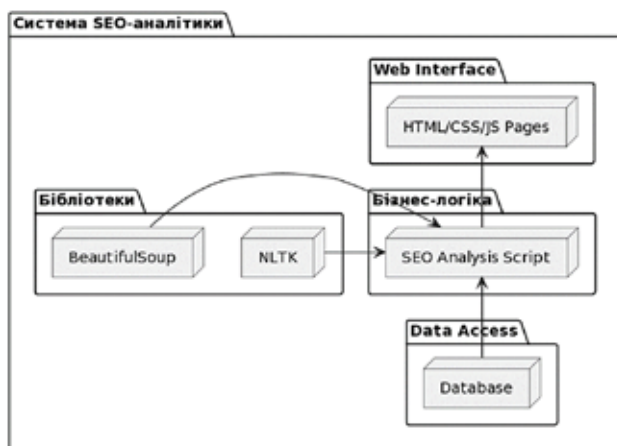 Система SEO-аналітики
Web Interface
HTML/CSS/JS Pages
Бібліотеки
Бізнес-логіка
BeautifulSoup
NLTK
SEO Analysis Script
Data Access
Database